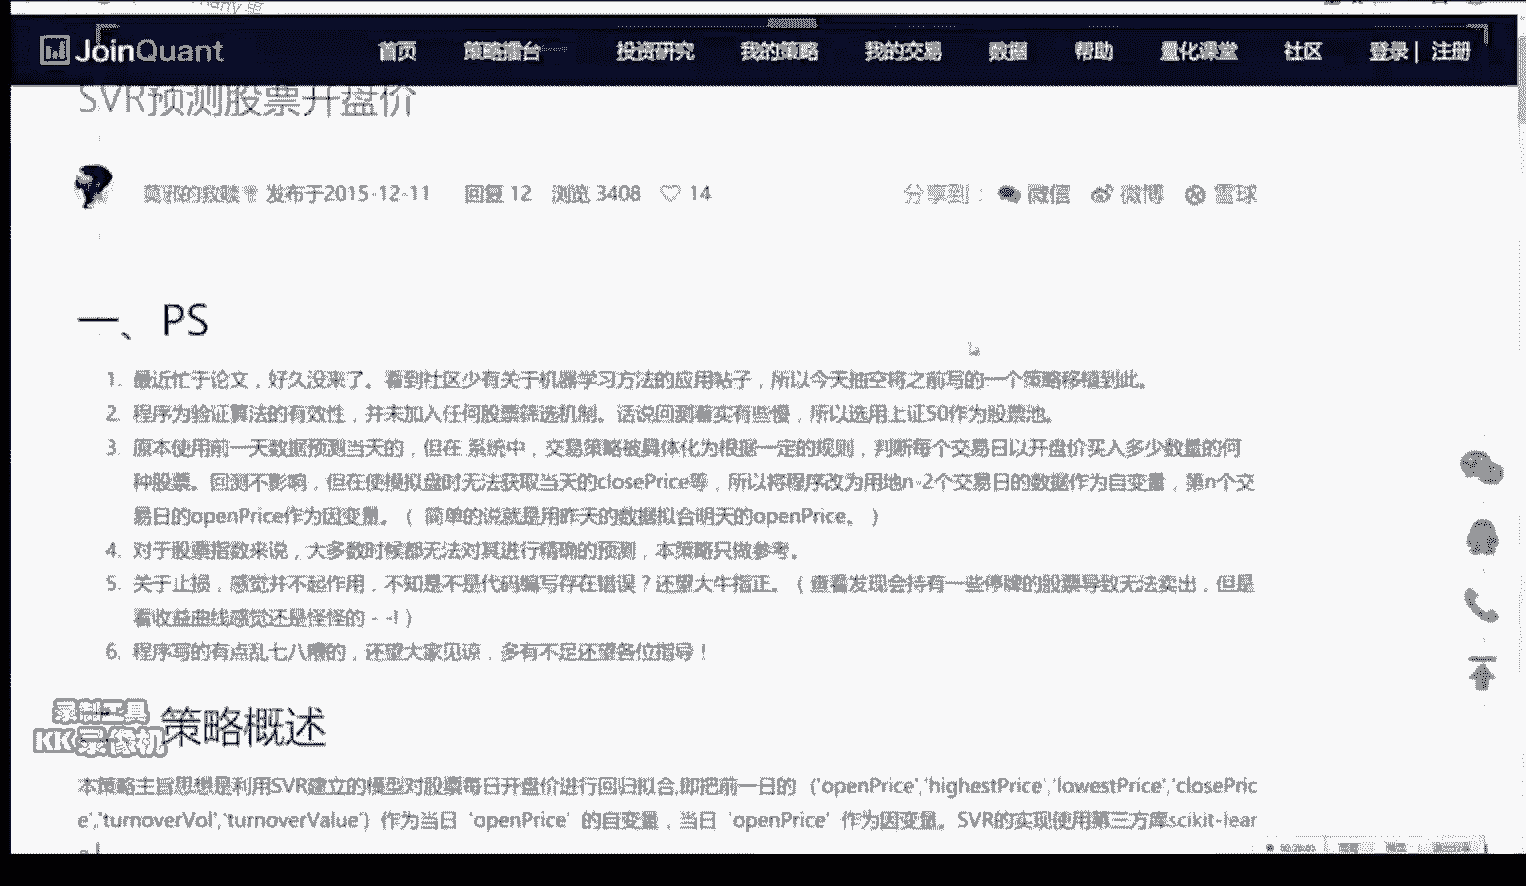 JoinQuant 首页 策略擂台 投资研究 我的策略 我的交易 数据 帮助 量化课堂 社区 登录 | 注册
SVR预测股票开盘价
莫邪的救赎 发布于2015-12-11 回复 12 浏览 3408 14 分享到： 微信 微博 雪球
一、PS
1. 最近忙于论文，好久没来了。看到社区少有关于机器学习方法的应用帖子，所以今天抽空将之前写的一个策略移植到此。
2. 程序为验证算法的有效性，并未加入任何股票筛选机制。话说回测着实有些慢，所以选用上证50作为股票池。
3. 原本使用前一天数据预测当天的，但在 系统中，交易策略被具体化为根据一定的规则，判断每个交易日以开盘价买入多少数量的何
种股票。回测不影响，但在使模拟盘时无法获取当天的closePrice等，所以将程序改为用地n-2个交易日的数据作为自变量，第n个交
易日的openPrice作为因变量。（ 简单的说就是用昨天的数据拟合明天的openPrice。）
4. 对于股票指数来说，大多数时候都无法对其进行精确的预测，本策略只做参考。
5. 关于止损，感觉并不起作用，不知是不是代码编写存在错误？还望大牛指正。（ 查看发现会持有一些停牌的股票导致无法卖出，但是
看收益曲线感觉还是怪怪的 - -! ）
6. 程序写的有点乱七八糟的，还望大家见谅，多有不足还望各位指导！
录制工具
KK录像机
策略概述
本策略主旨思想是利用SVR建立的模型对股票每日开盘价进行回归拟合,即把前一日的（'openPrice','highestPrice','lowestPrice','closePric
e','turnoverVol','turnoverValue'）作为当日‘openPrice’的自变量，当日‘openPrice’作为因变量。SVR的实现使用第三方库scikit-lear